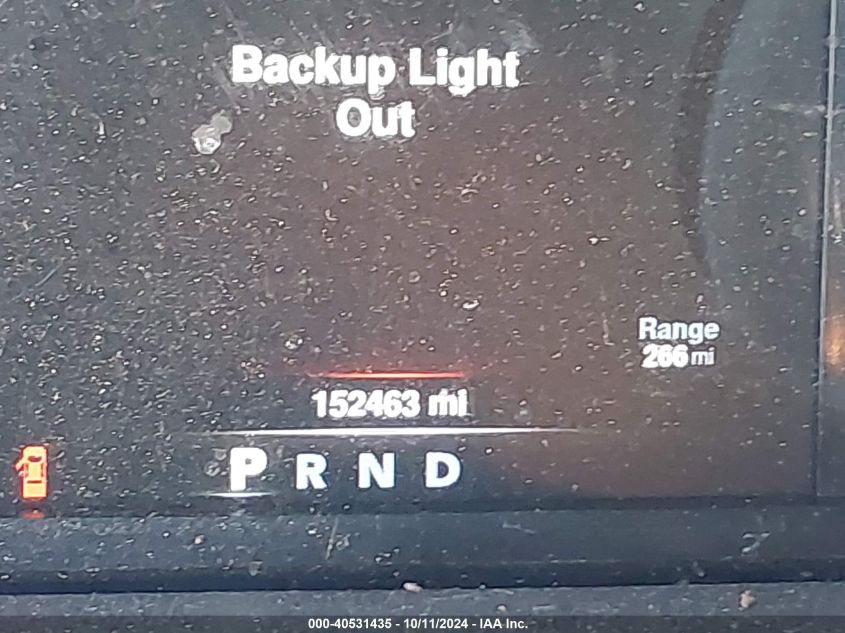 Backup Light
Out
Range
266 mi
152463 mi
P R N D
000-40531435 - 10/11/2024 - IAA Inc.